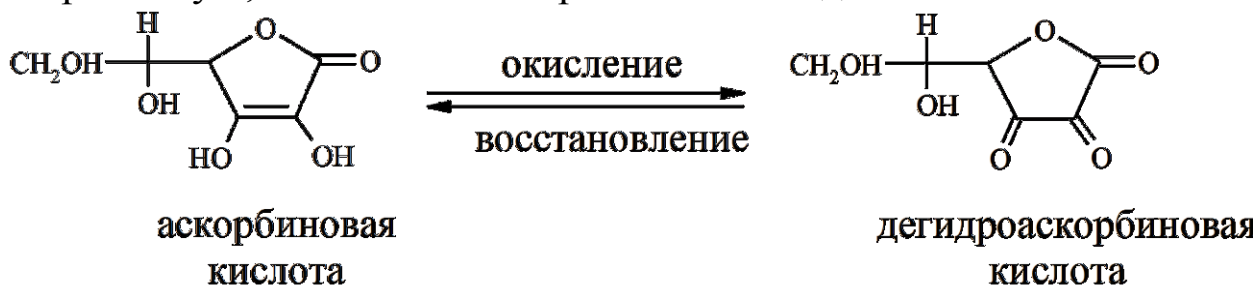 H
O
CH₂OH
O
OH
HO
OH
окисление
восстановление
H
O
CH₂OH
O
OH
O
O
аскорбиновая
кислота
дегидроаскорбиновая
кислота